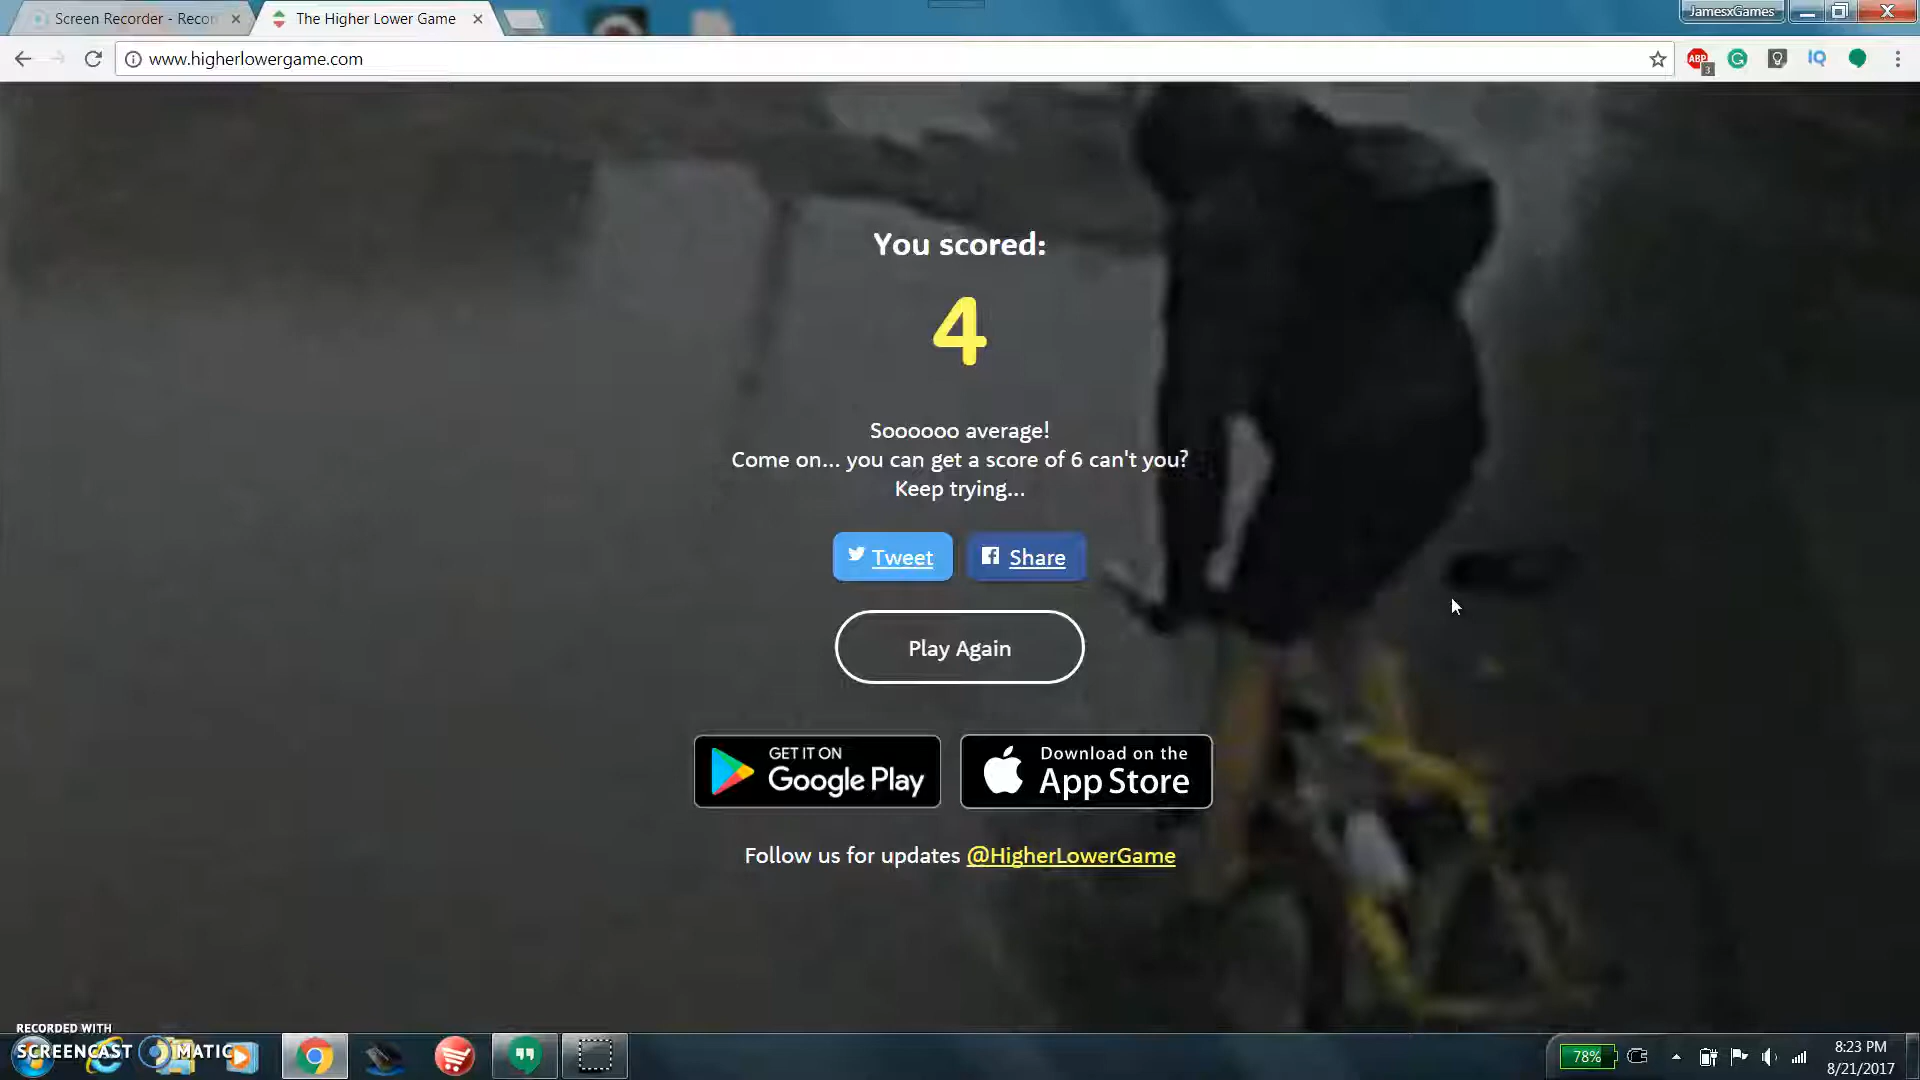 Screen Recorder - Recor
The Higher Lower Game
JamesxGames
www.higherlowergame.com
ABP
3
IQ
You scored:
4
Soooooo average!
Come on... you can get a score of 6 can't you?
Keep trying...
Tweet
Share
Play Again
GET IT ON
Google Play
Download on the
App Store
Follow us for updates @HigherLowerGame
RECORDED WITH
SCREENCAST MATIC
78%
8:23 PM
8/21/2017